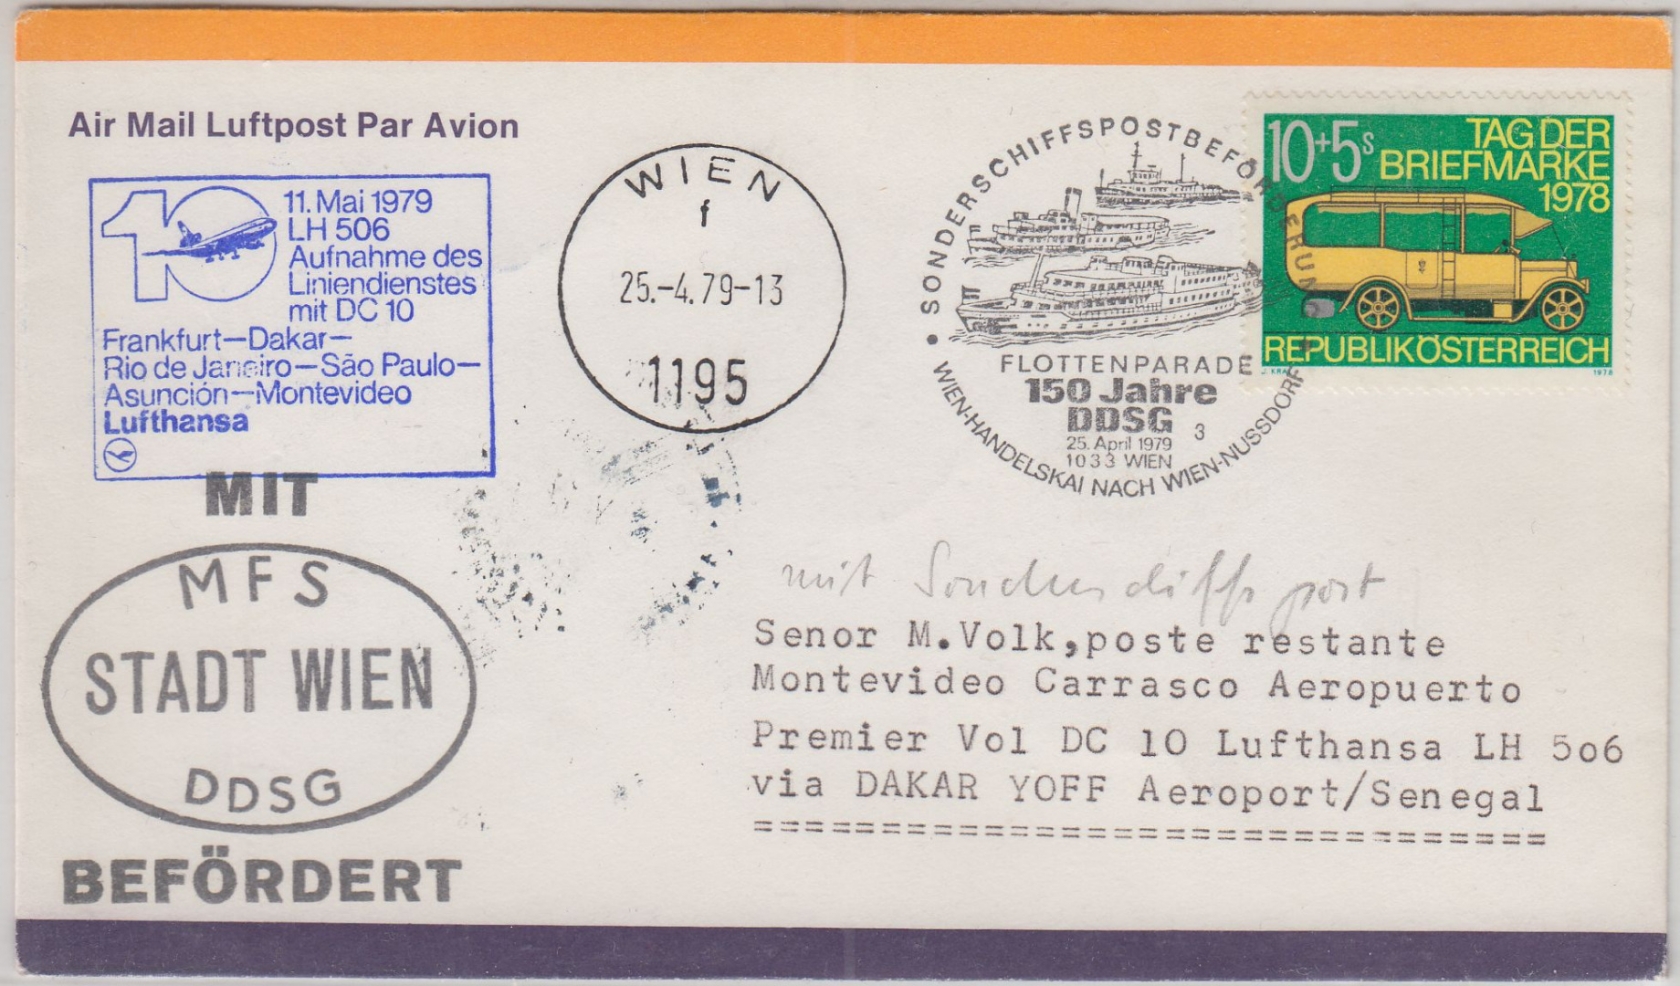 Air Mail Luftpost Par Avion
10
11. Mai 1979
LH 506
Aufnahme des
Liniendienstes
mit DC 10
Frankfurt—Dakar—
Rio de Janeiro—São Paulo—
Asunción—Montevideo
Lufthansa
WIEN
f
25.-4.79-13
1195
SONDERSCHIFFSPOSTBEFÖRDERUNG
FLOTTENPARADE
150 Jahre
DDSG
3
25. April 1979
1033 WIEN
WIEN-HANDELSKAI NACH WIEN-NUSSDORF
10+5s
TAG DER
BRIEFMARKE
1978
REPUBLIK ÖSTERREICH
1978
MIT
MFS
STADT WIEN
DDSG
BEFÖRDERT
mit Sonderschiffspost
Senor M.Volk,poste restante
Montevideo Carrasco Aeropuerto
Premier Vol DC 10 Lufthansa LH 506
via DAKAR YOFF Aeroport/Senegal
===============================